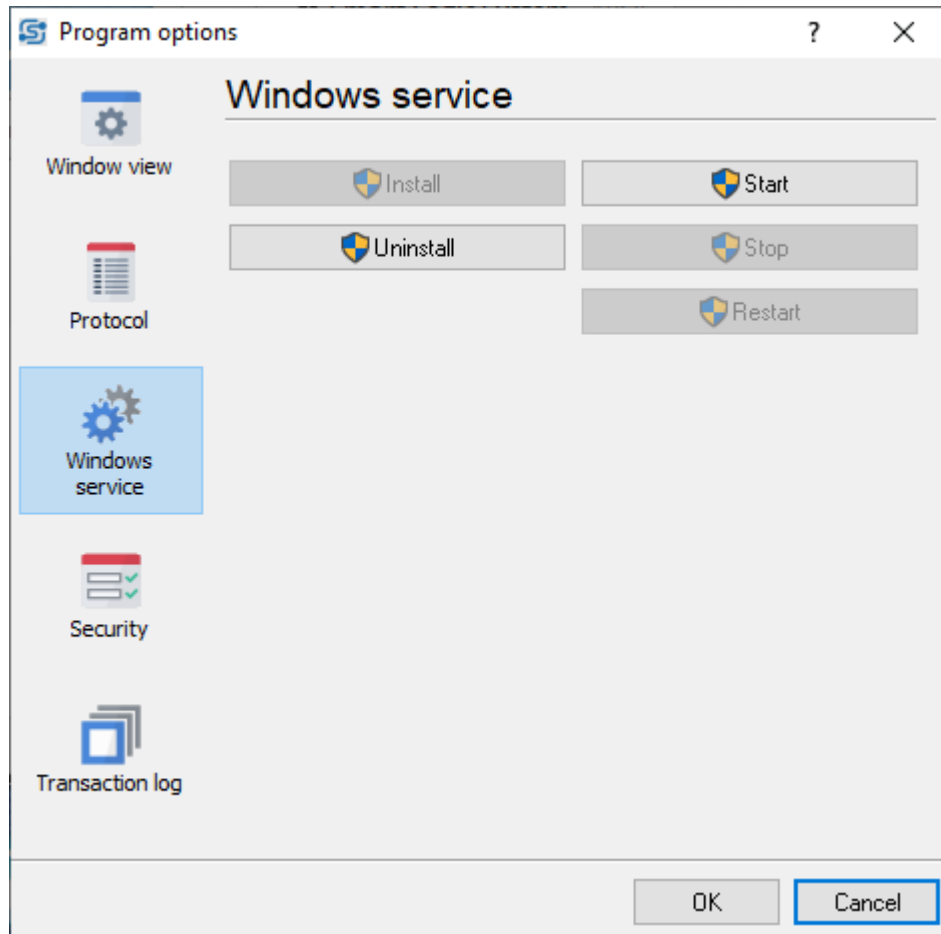 Program options
?
Windows service
Window view
Install
Start
Uninstall
Stop
Protocol
Restart
Windows
service
Security
Transaction log
OK
Cancel